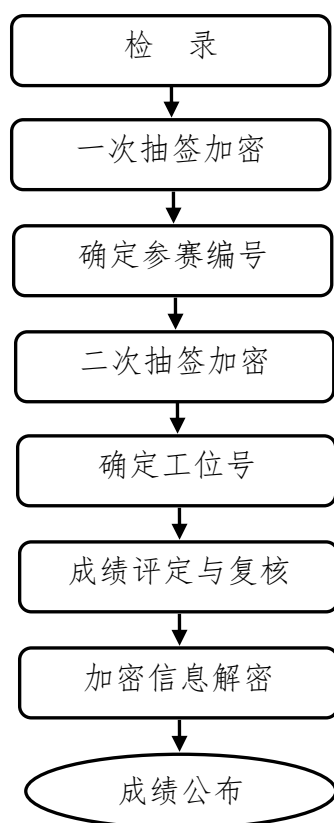 检 录
一次抽签加密
确定参赛编号
二次抽签加密
确定工位号
成绩评定与复核
加密信息解密
成绩公布